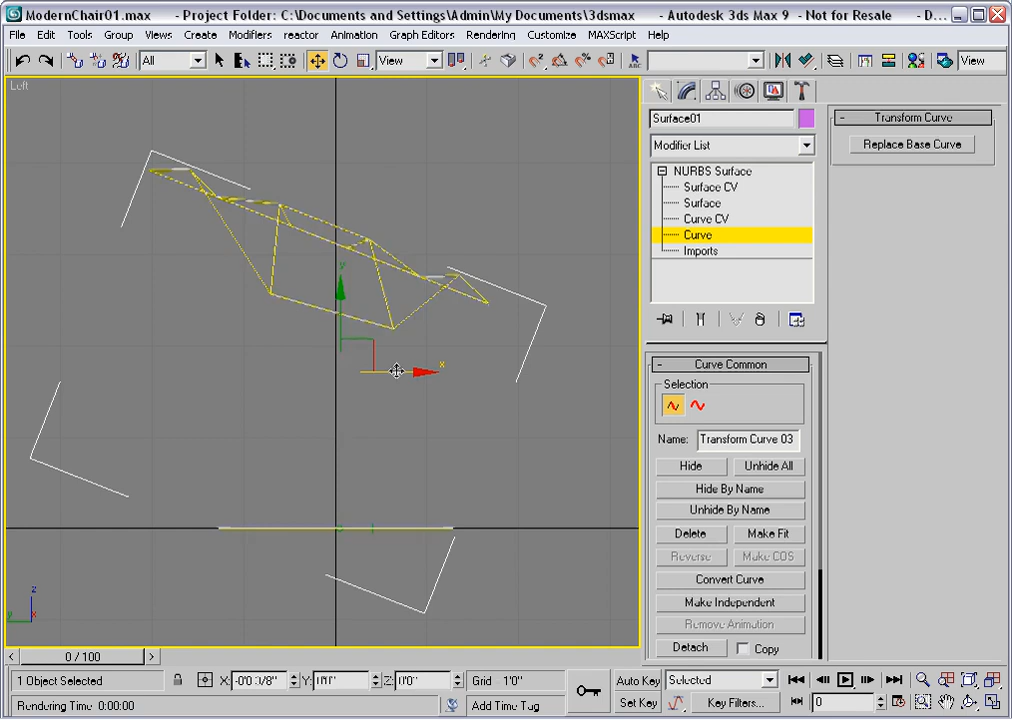 ModernChair01.max - Project Folder: C:\Documents and Settings\Admin\My Documents\3dsmax - Autodesk 3ds Max 9 - Not for Resale - D...
File Edit Tools Group Views Create Modifiers reactor Animation Graph Editors Rendering Customize MAXScript Help
All View View
Left
Surface01
Modifier List
NURBS Surface
Surface CV
Surface
Curve CV
Curve
Imports
- Transform Curve
Replace Base Curve
- Curve Common
Selection
Name: Transform Curve 03
Hide Unhide All
Hide By Name
Unhide By Name
Delete Make Fit
Reverse Make COS
Convert Curve
Make Independent
Remove Animation
Detach Copy
y
x
z
y
x
< 0 / 100 >
1 Object Selected X: Y: Z: 0'0" Grid = 1'0" Auto Key Selected
Rendering Time 0:00:00 Add Time Tag Set Key Key Filters... 0